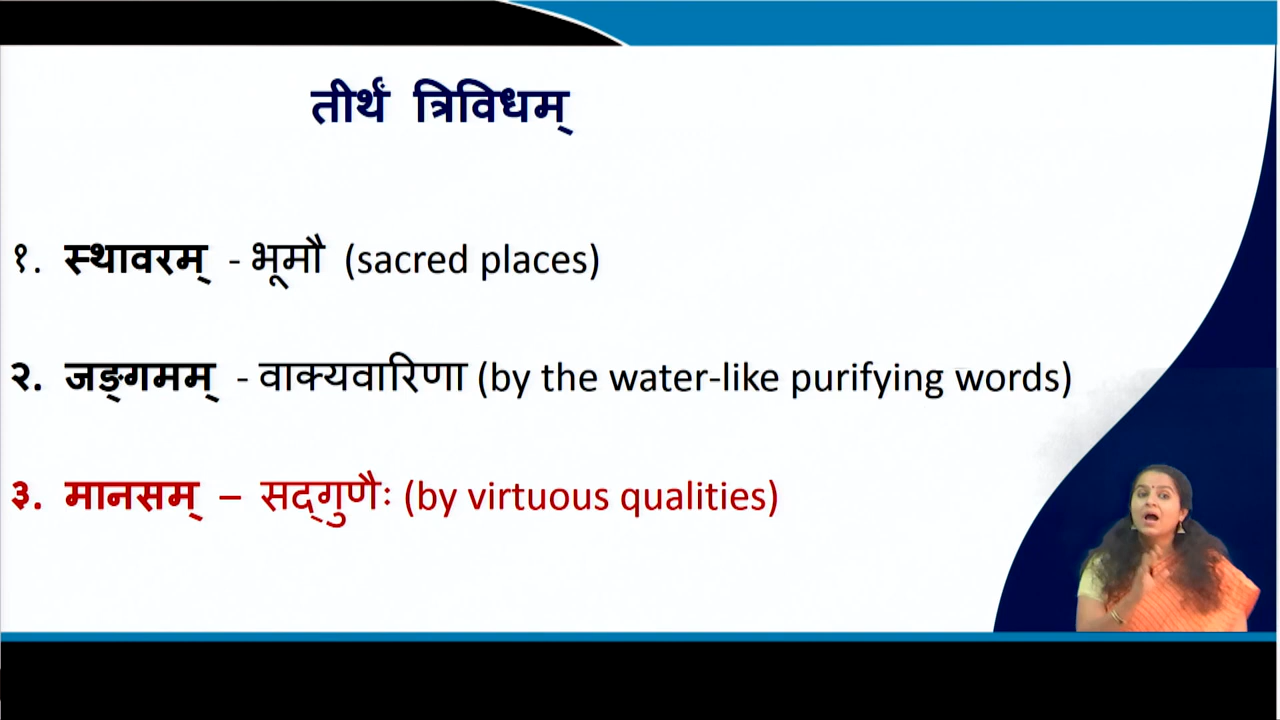 तीर्थं त्रिविधम्
१. स्थावरम् - भूमौ (sacred places)
२. जङ्गमम् - वाक्यवारिणा (by the water-like purifying words)
३. मानसम् – सद्‌गुणैः (by virtuous qualities)